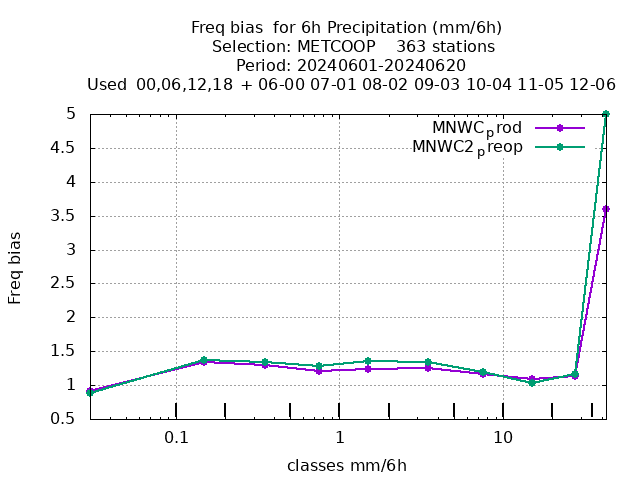 Freq bias  for 6h Precipitation (mm/6h)
Selection: METCOOP    363 stations
Period: 20240601-20240620
Used  00,06,12,18  + 06-00 07-01 08-02 09-03 10-04 11-05 12-06
MNWCprod
MNWC2preop
5
4.5
4
3.5
3
2.5
2
1.5
1
0.5
Freq bias
0.1
1
10
classes mm/6h